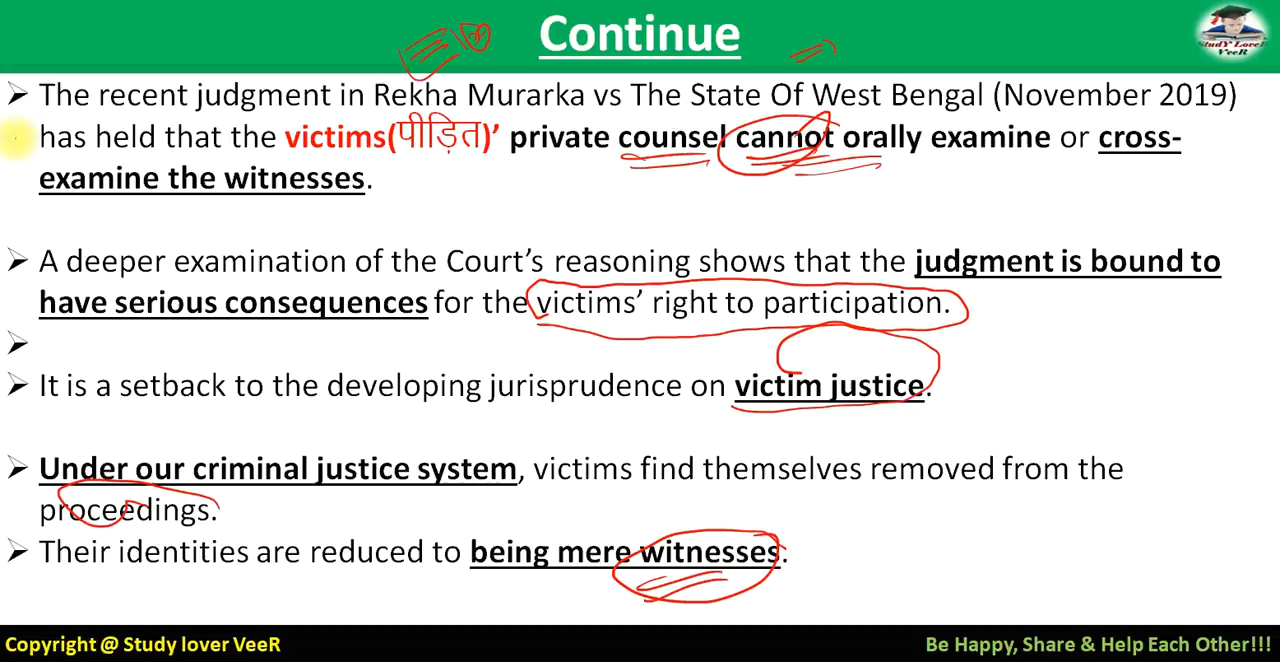 Continue
StudY LoveR
VeeR
➤ The recent judgment in Rekha Murarka vs The State Of West Bengal (November 2019)
has held that the victims(पीड़ित)’ private counsel cannot orally examine or cross-
examine the witnesses.
➤ A deeper examination of the Court’s reasoning shows that the judgment is bound to
have serious consequences for the victims’ right to participation.
➤
➤ It is a setback to the developing jurisprudence on victim justice.
➤ Under our criminal justice system, victims find themselves removed from the
proceedings.
➤ Their identities are reduced to being mere witnesses.
Copyright @ Study lover VeeR
Be Happy, Share & Help Each Other!!!